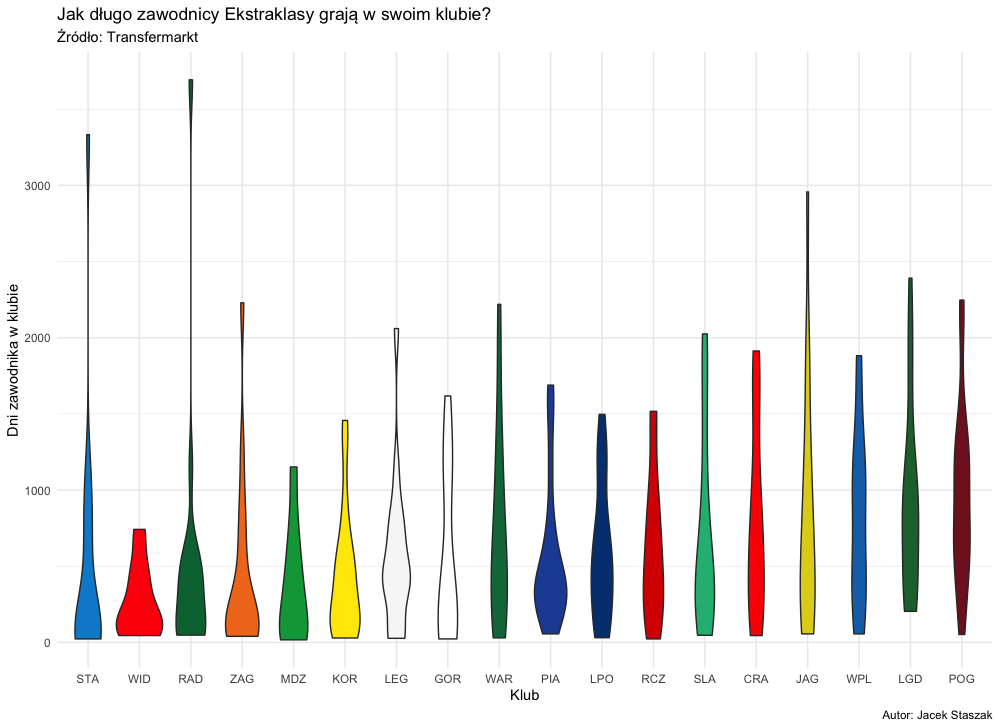 Jak długo zawodnicy Ekstraklasy grają w swoim klubie?
Źródło: Transfermarkt
Dni zawodnika w klubie
3000
2000
1000
0
STA WID RAD ZAG MDZ KOR LEG GOR WAR PIA LPO RCZ SLA CRA JAG WPL LGD POG
Klub
Autor: Jacek Staszak